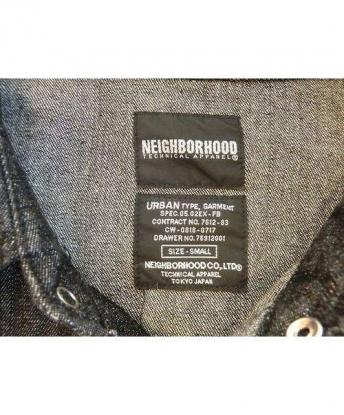 NEIGHBORHOOD
TECHNICAL APPAREL®
URBAN TYPE, GARMENT
SPEC.05.02EX-FB
CONTRACT NO. 7612-83
CW-0818-0717
DRAWER NO.76912001
SIZE-SMALL
NEIGHBORHOOD CO.,LTD®
TECHNICAL APPAREL
TOKYO JAPAN